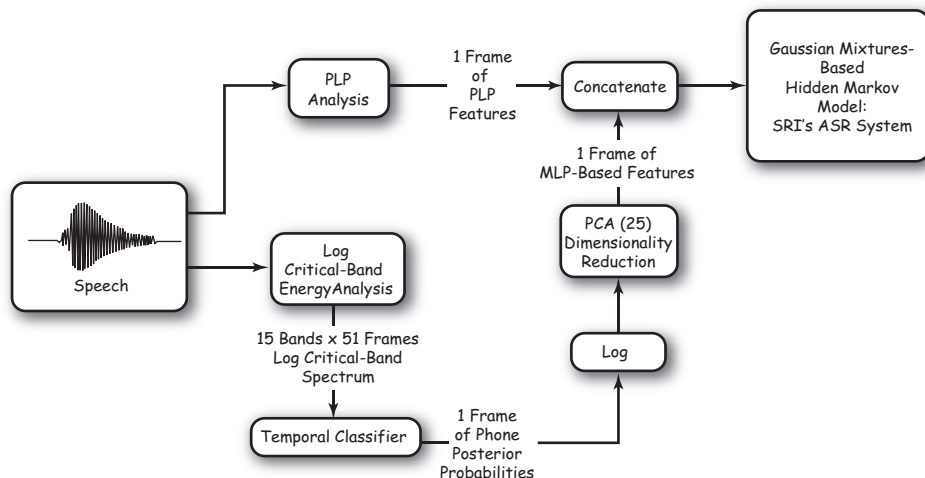 PLP
Analysis
1 Frame
of
PLP
Features
Concatenate
Gaussian Mixtures-
Based
Hidden Markov
Model:
SRI's ASR System
1 Frame of
MLP-Based Features
PCA (25)
Dimensionality
Reduction
Speech
Log
Critical-Band
EnergyAnalysis
15 Bands x 51 Frames
Log Critical-Band
Spectrum
Log
Temporal Classifier
1 Frame
of Phone
Posterior
Probabilities